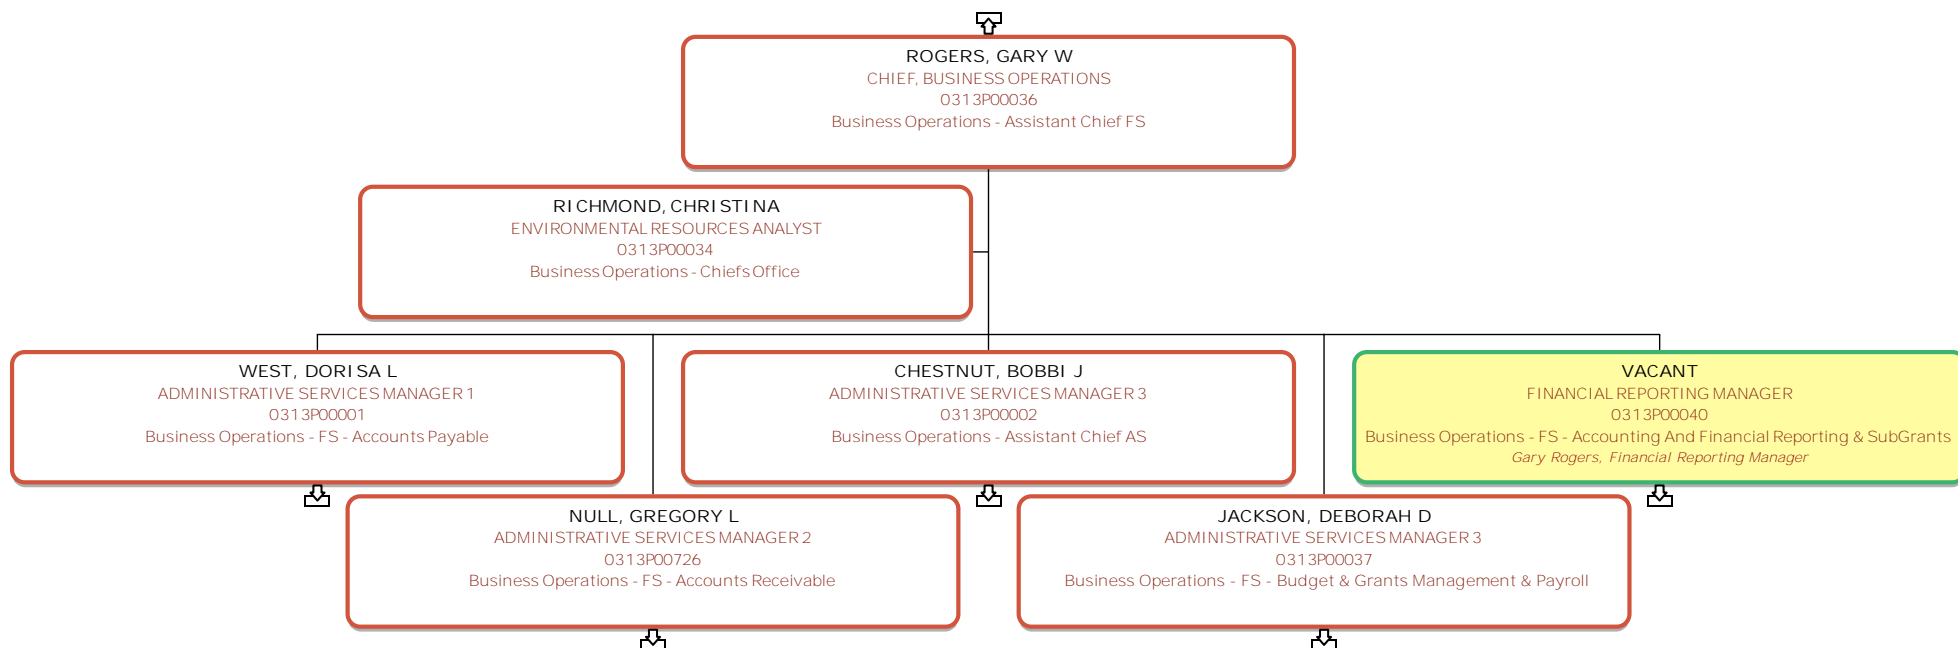 ROGERS, GARY W
CHIEF, BUSINESS OPERATIONS
0313P00036
Business Operations - Assistant Chief FS
RICHMOND, CHRISTINA
ENVIRONMENTAL RESOURCES ANALYST
0313P00034
Business Operations - Chiefs Office
WEST, DORISA L
ADMINISTRATIVE SERVICES MANAGER 1
0313P00001
Business Operations - FS - Accounts Payable
CHESTNUT, BOBBI J
ADMINISTRATIVE SERVICES MANAGER 3
0313P00002
Business Operations - Assistant Chief AS
VACANT
FINANCIAL REPORTING MANAGER
0313P00040
Business Operations - FS - Accounting And Financial Reporting & SubGrants
Gary Rogers, Financial Reporting Manager
NULL, GREGORY L
ADMINISTRATIVE SERVICES MANAGER 2
0313P00726
Business Operations - FS - Accounts Receivable
JACKSON, DEBORAH D
ADMINISTRATIVE SERVICES MANAGER 3
0313P00037
Business Operations - FS - Budget & Grants Management & Payroll